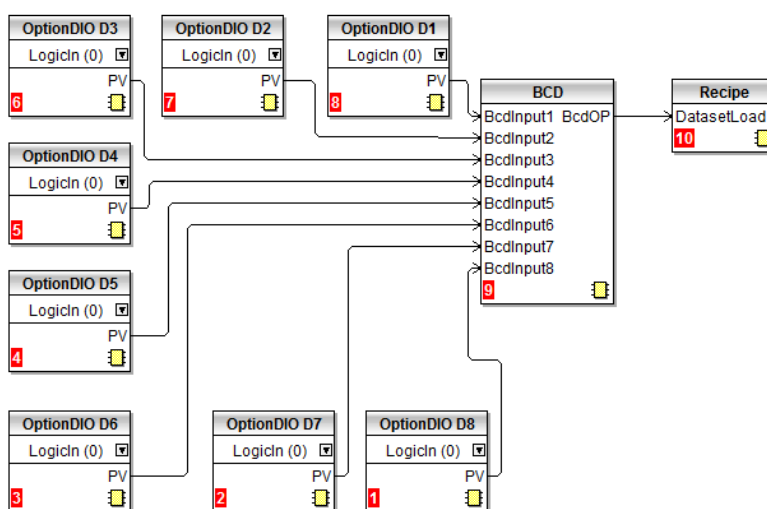 OptionDIO D3
LogicIn (0)
PV
6
OptionDIO D2
LogicIn (0)
PV
7
OptionDIO D1
LogicIn (0)
PV
8
BCD
BcdInput1 BcdOP
BcdInput2
BcdInput3
BcdInput4
BcdInput5
BcdInput6
BcdInput7
BcdInput8
9
Recipe
DatasetLoad
10
OptionDIO D4
LogicIn (0)
PV
5
OptionDIO D5
LogicIn (0)
PV
4
OptionDIO D6
LogicIn (0)
PV
3
OptionDIO D7
LogicIn (0)
PV
2
OptionDIO D8
LogicIn (0)
PV
1